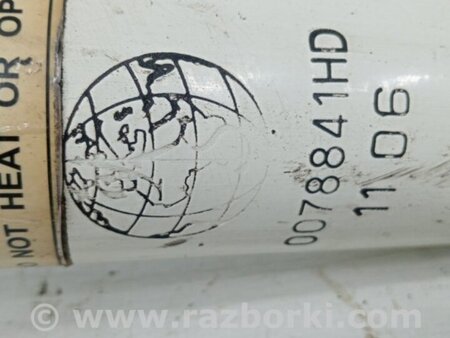 NOT HEAT OR OP
0078841HD
11 06
© www.razborki.com